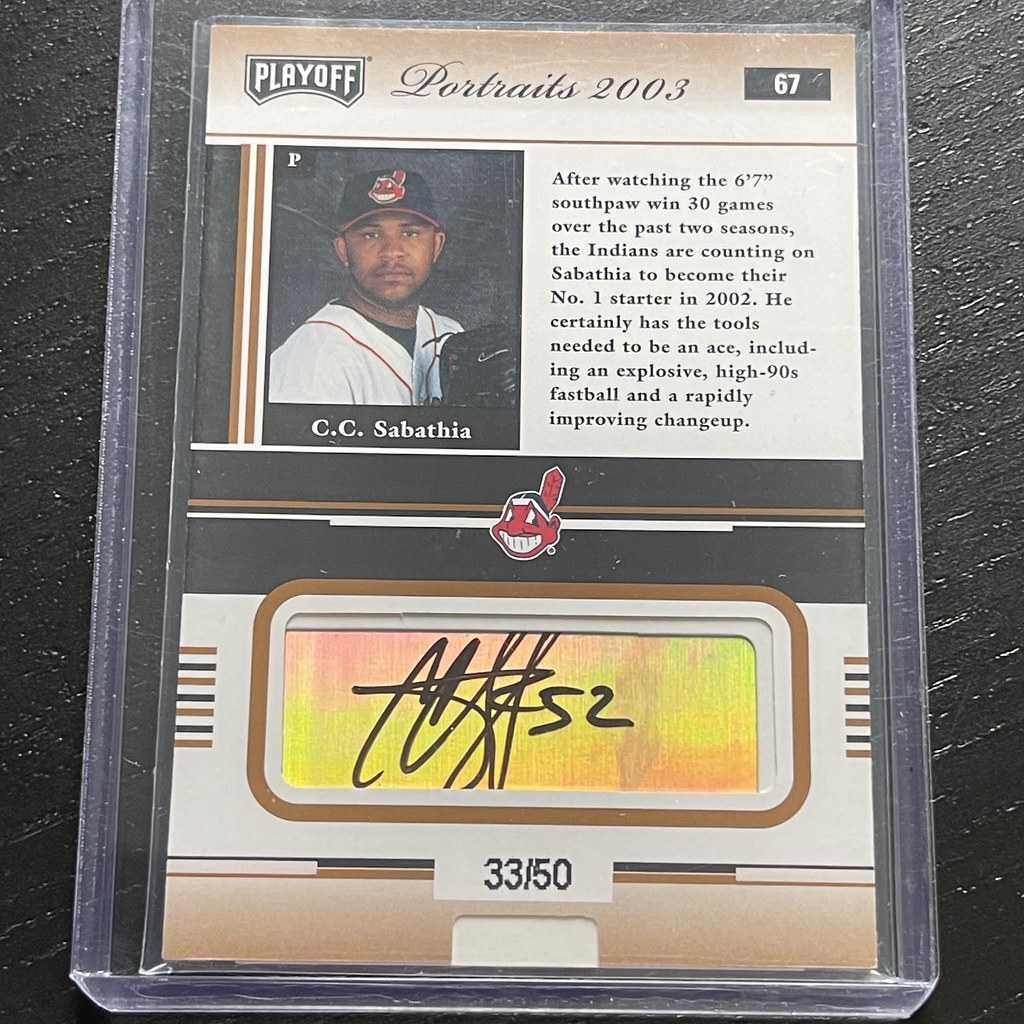 PLAYOFF Portraits 2003 67
P
C.C. Sabathia
After watching the 6’7”
southpaw win 30 games
over the past two seasons,
the Indians are counting on
Sabathia to become their
No. 1 starter in 2002. He
certainly has the tools
needed to be an ace, includ-
ing an explosive, high-90s
fastball and a rapidly
improving changeup.
52
33/50